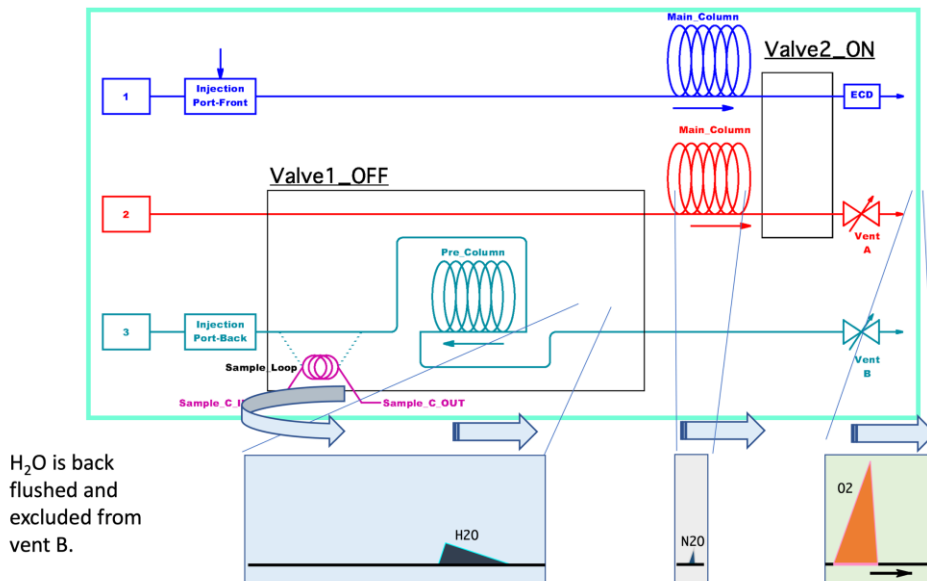 Main_Column
Valve2_ON
1
Injection
Port-Front
ECD
Main_Column
Valve1_OFF
2
Vent
A
Pre_Column
3
Injection
Port-Back
Vent
B
Sample_Loop
Sample_C_OUT
H₂O is back
flushed and
excluded from
vent B.
H2O
N2O
O2